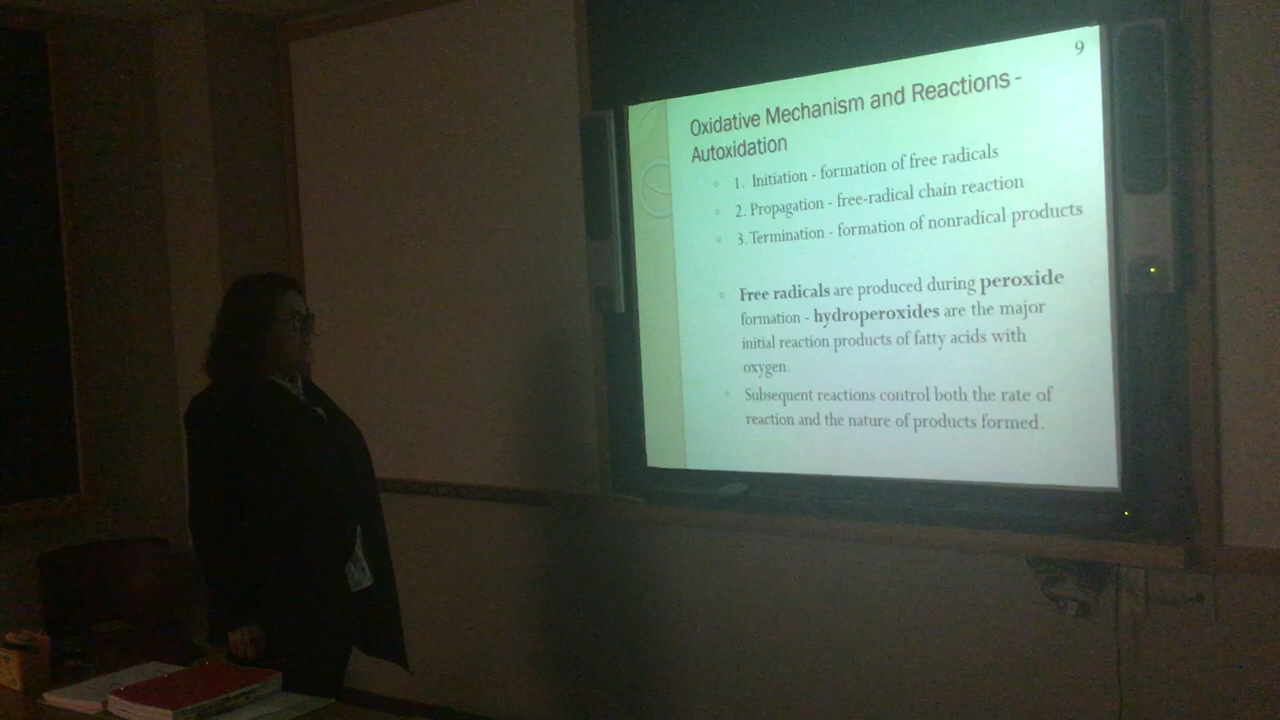 9
Oxidative Mechanism and Reactions -
Autoxidation
1. Initiation - formation of free radicals
2. Propagation - free-radical chain reaction
3. Termination - formation of nonradical products
Free radicals are produced during peroxide
formation - hydroperoxides are the major
initial reaction products of fatty acids with
oxygen.
Subsequent reactions control both the rate of
reaction and the nature of products formed.